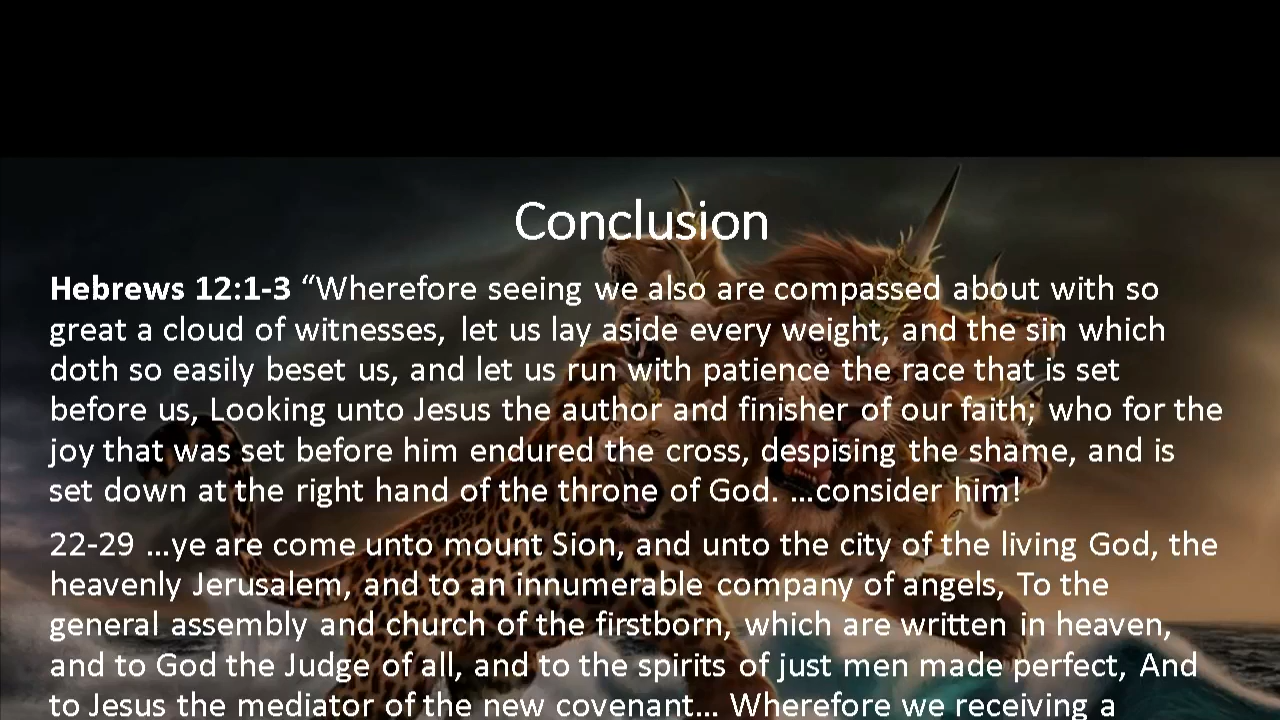 Conclusion
Hebrews 12:1-3 “Wherefore seeing we also are compassed about with so
great a cloud of witnesses, let us lay aside every weight, and the sin which
doth so easily beset us, and let us run with patience the race that is set
before us, Looking unto Jesus the author and finisher of our faith; who for the
joy that was set before him endured the cross, despising the shame, and is
set down at the right hand of the throne of God. …consider him!
22-29 …ye are come unto mount Sion, and unto the city of the living God, the
heavenly Jerusalem, and to an innumerable company of angels, To the
general assembly and church of the firstborn, which are written in heaven,
and to God the Judge of all, and to the spirits of just men made perfect, And
to Jesus the mediator of the new covenant… Wherefore we receiving a